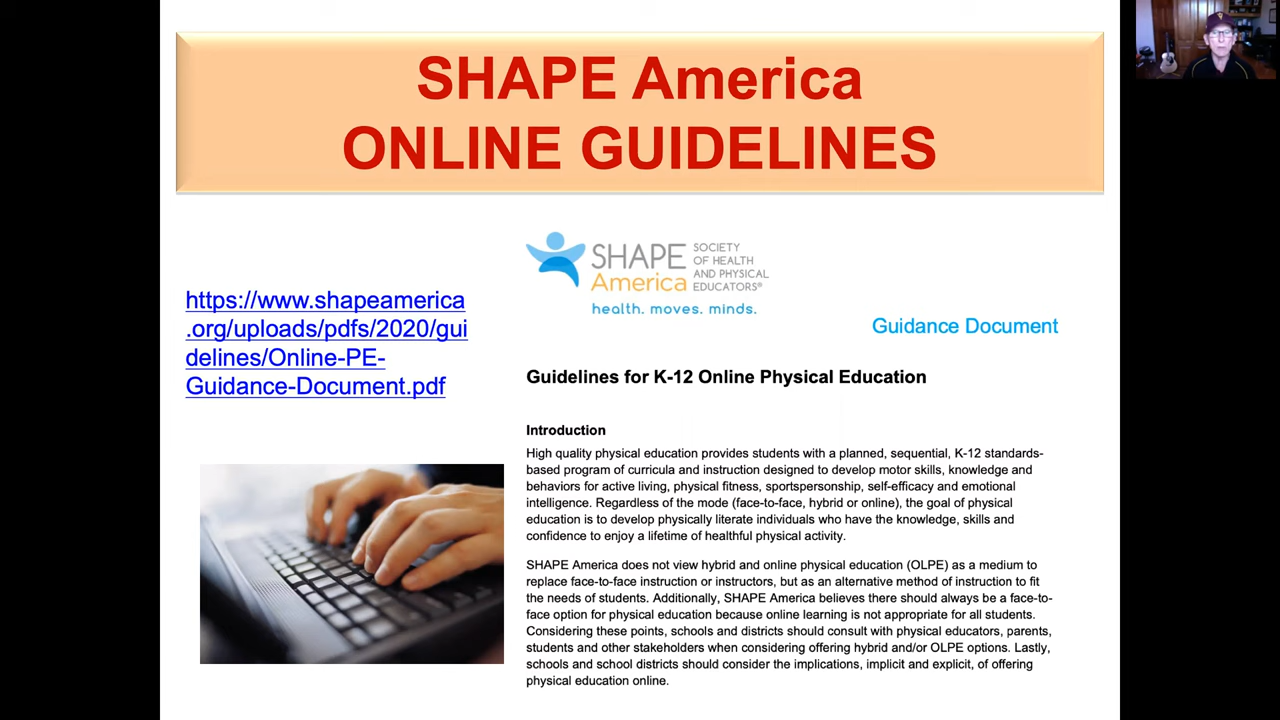 SHAPE America
ONLINE GUIDELINES
SHAPE America
SOCIETY OF HEALTH AND PHYSICAL EDUCATORS®
health. moves. minds.
https://www.shapeamerica
.org/uploads/pdfs/2020/gui
delines/Online-PE-
Guidance-Document.pdf
Guidance Document
Guidelines for K-12 Online Physical Education
Introduction
High quality physical education provides students with a planned, sequential, K-12 standards-
based program of curricula and instruction designed to develop motor skills, knowledge and
behaviors for active living, physical fitness, sportspersonship, self-efficacy and emotional
intelligence. Regardless of the mode (face-to-face, hybrid or online), the goal of physical
education is to develop physically literate individuals who have the knowledge, skills and
confidence to enjoy a lifetime of healthful physical activity.
SHAPE America does not view hybrid and online physical education (OLPE) as a medium to
replace face-to-face instruction or instructors, but as an alternative method of instruction to fit
the needs of students. Additionally, SHAPE America believes there should always be a face-to-
face option for physical education because online learning is not appropriate for all students.
Considering these points, schools and districts should consult with physical educators, parents,
students and other stakeholders when considering offering hybrid and/or OLPE options. Lastly,
schools and school districts should consider the implications, implicit and explicit, of offering
physical education online.